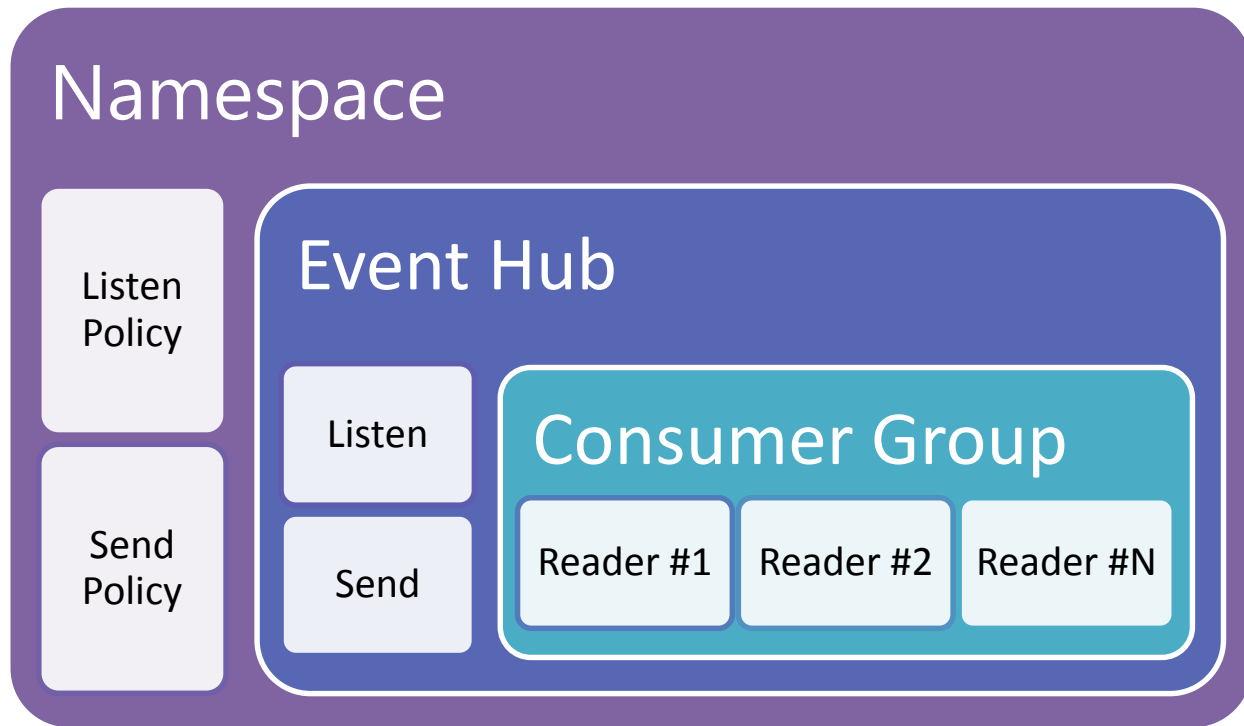 Namespace
Listen
Policy
Send
Policy
Event Hub
Listen
Send
Consumer Group
Reader #1
Reader #2
Reader #N